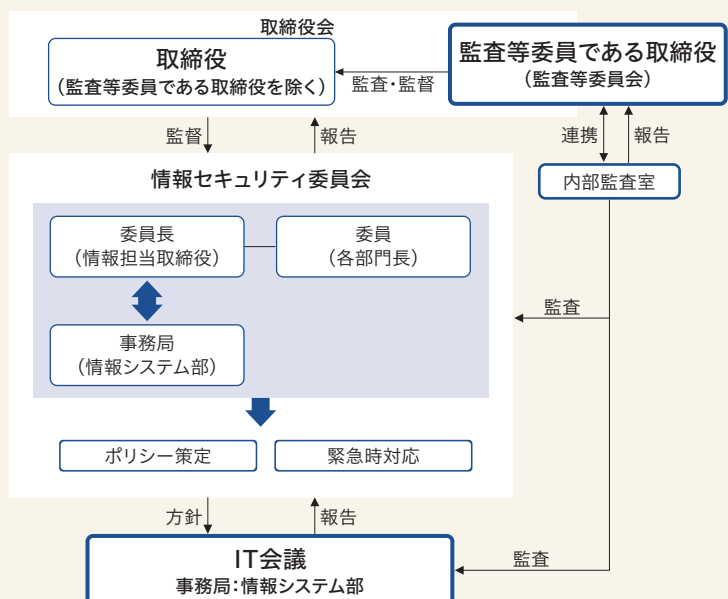 取締役会
取締役
（監査等委員である取締役を除く）
監査・監督
監査等委員である取締役
（監査等委員会）
監督
報告
連携
報告
内部監査室
情報セキュリティ委員会
委員長
（情報担当取締役）
委員
（各部門長）
事務局
（情報システム部）
監査
ポリシー策定
緊急時対応
方針
報告
IT会議
事務局：情報システム部
監査